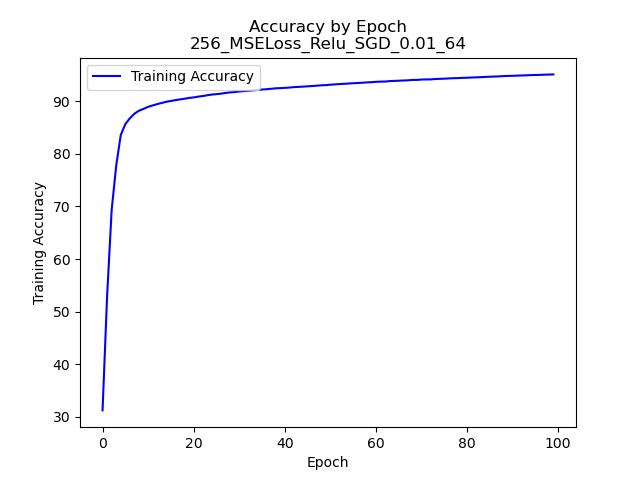 Accuracy by Epoch
256_MSELoss_Relu_SGD_0.01_64
Training Accuracy
90
80
70
60
50
40
30
Training Accuracy
0 20 40 60 80 100
Epoch